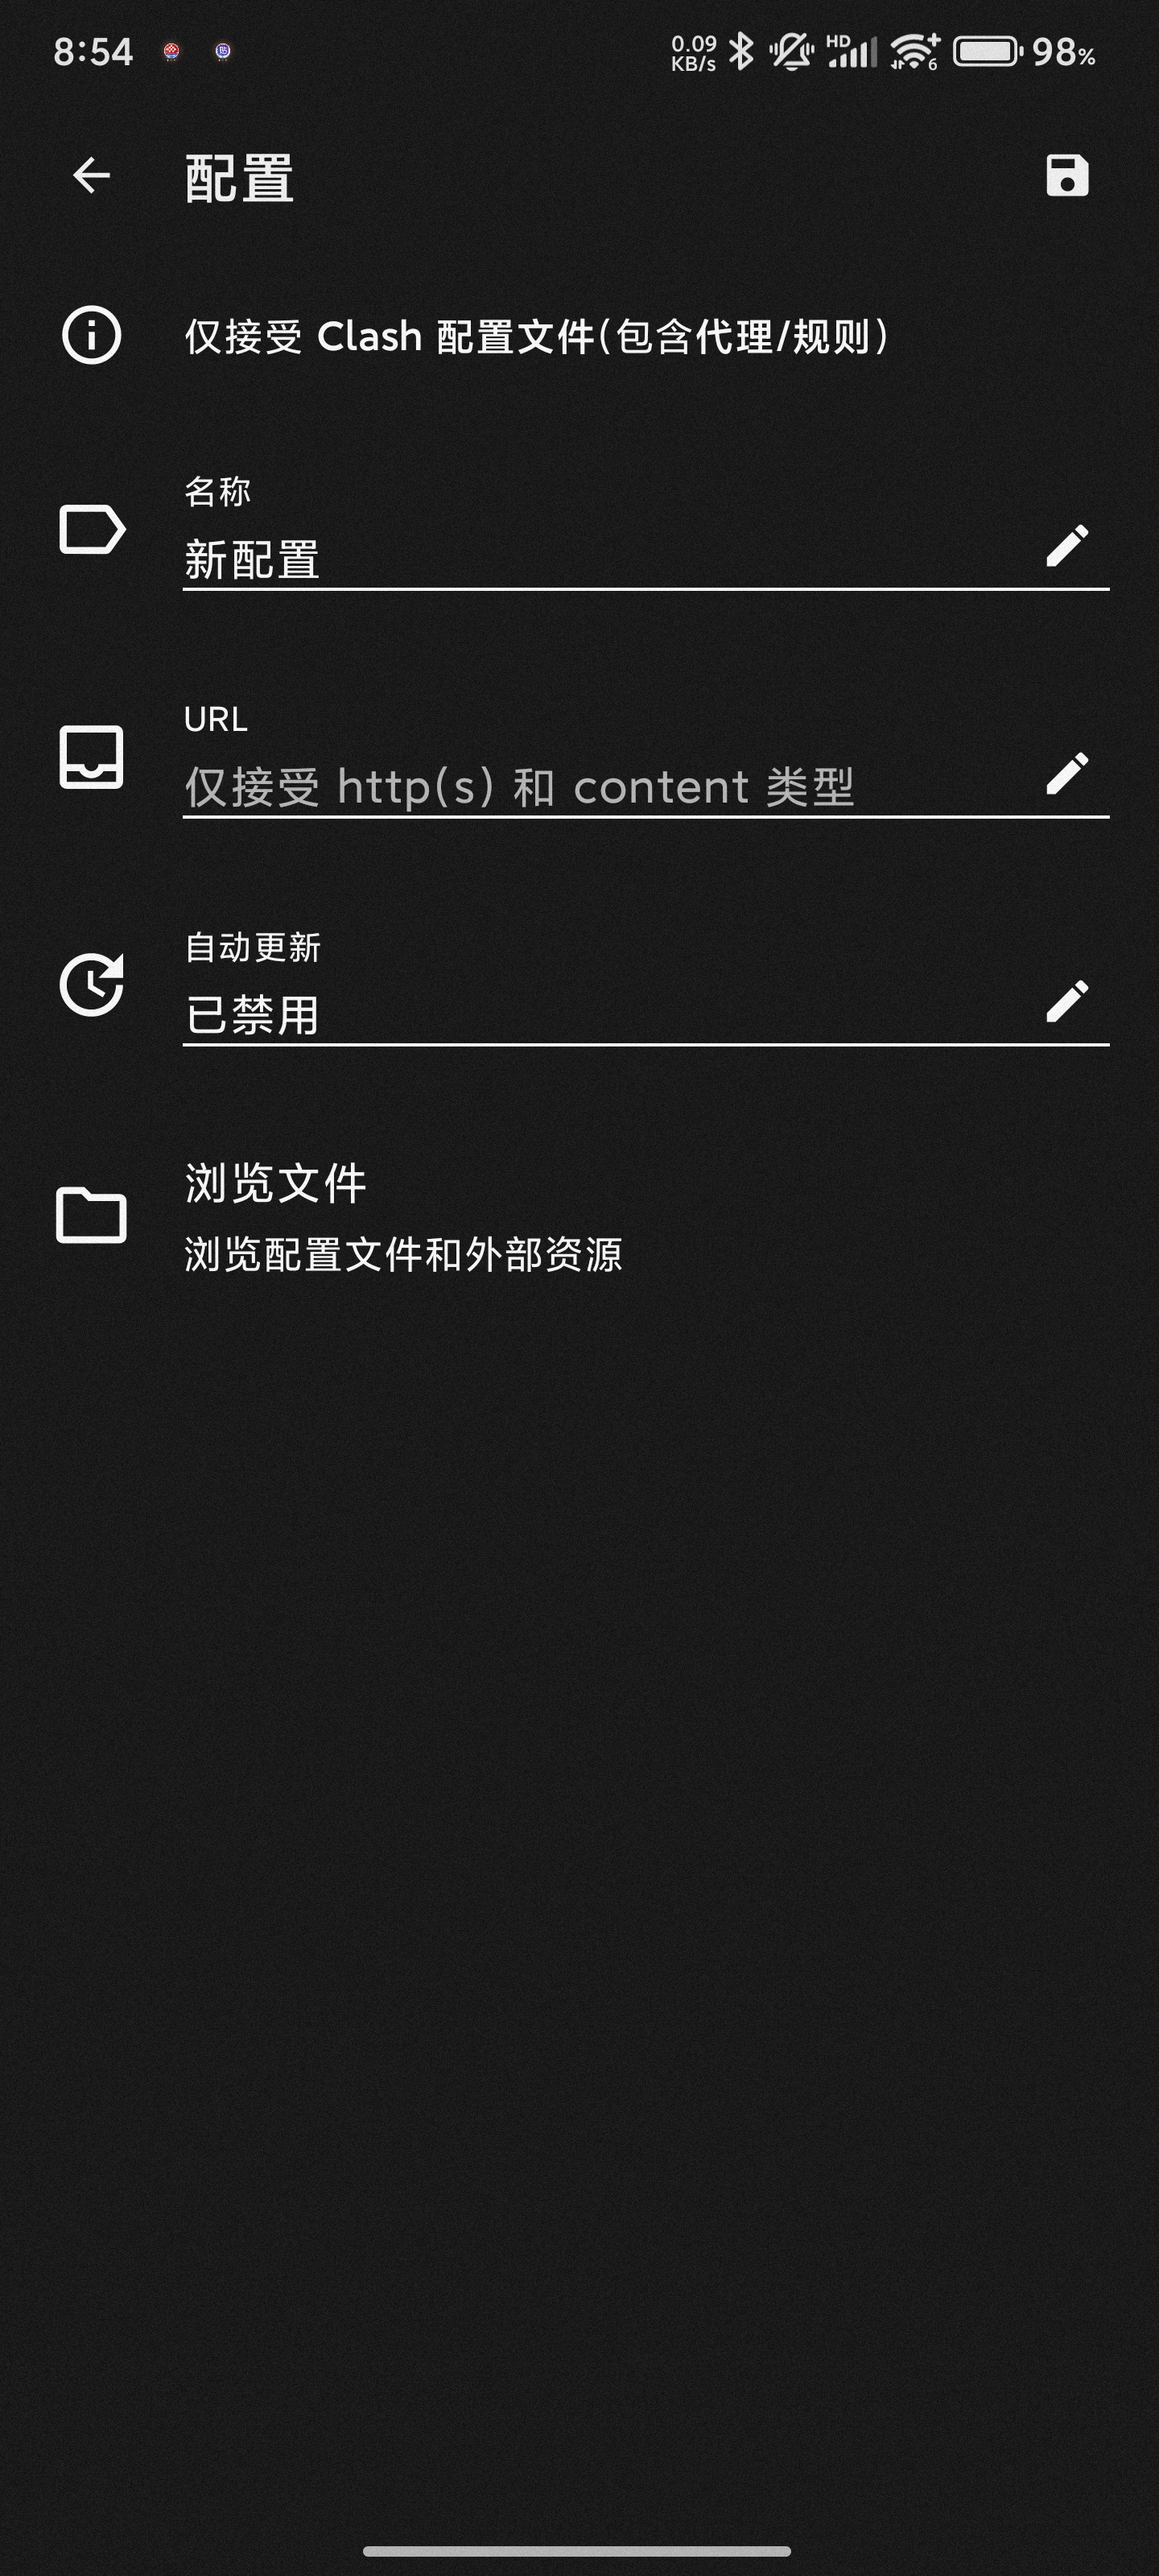 8:54
0.09 KB/s HD 6 98%
配置
仅接受 Clash 配置文件(包含代理/规则)
名称
新配置
URL
仅接受 http(s) 和 content 类型
自动更新
已禁用
浏览文件
浏览配置文件和外部资源